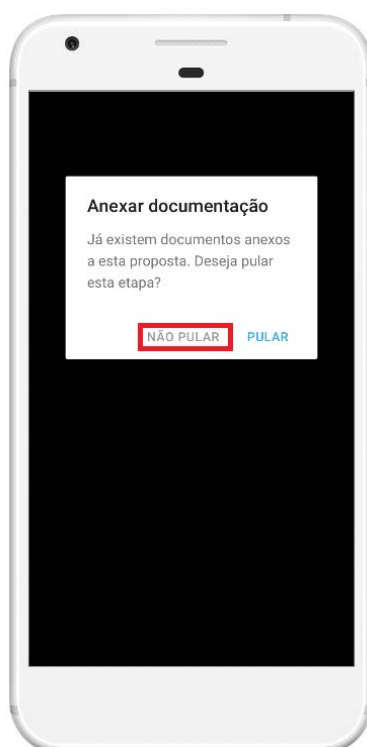 Anexar documentação
Já existem documentos anexos
a esta proposta. Deseja pular
esta etapa?
NÃO PULAR PULAR